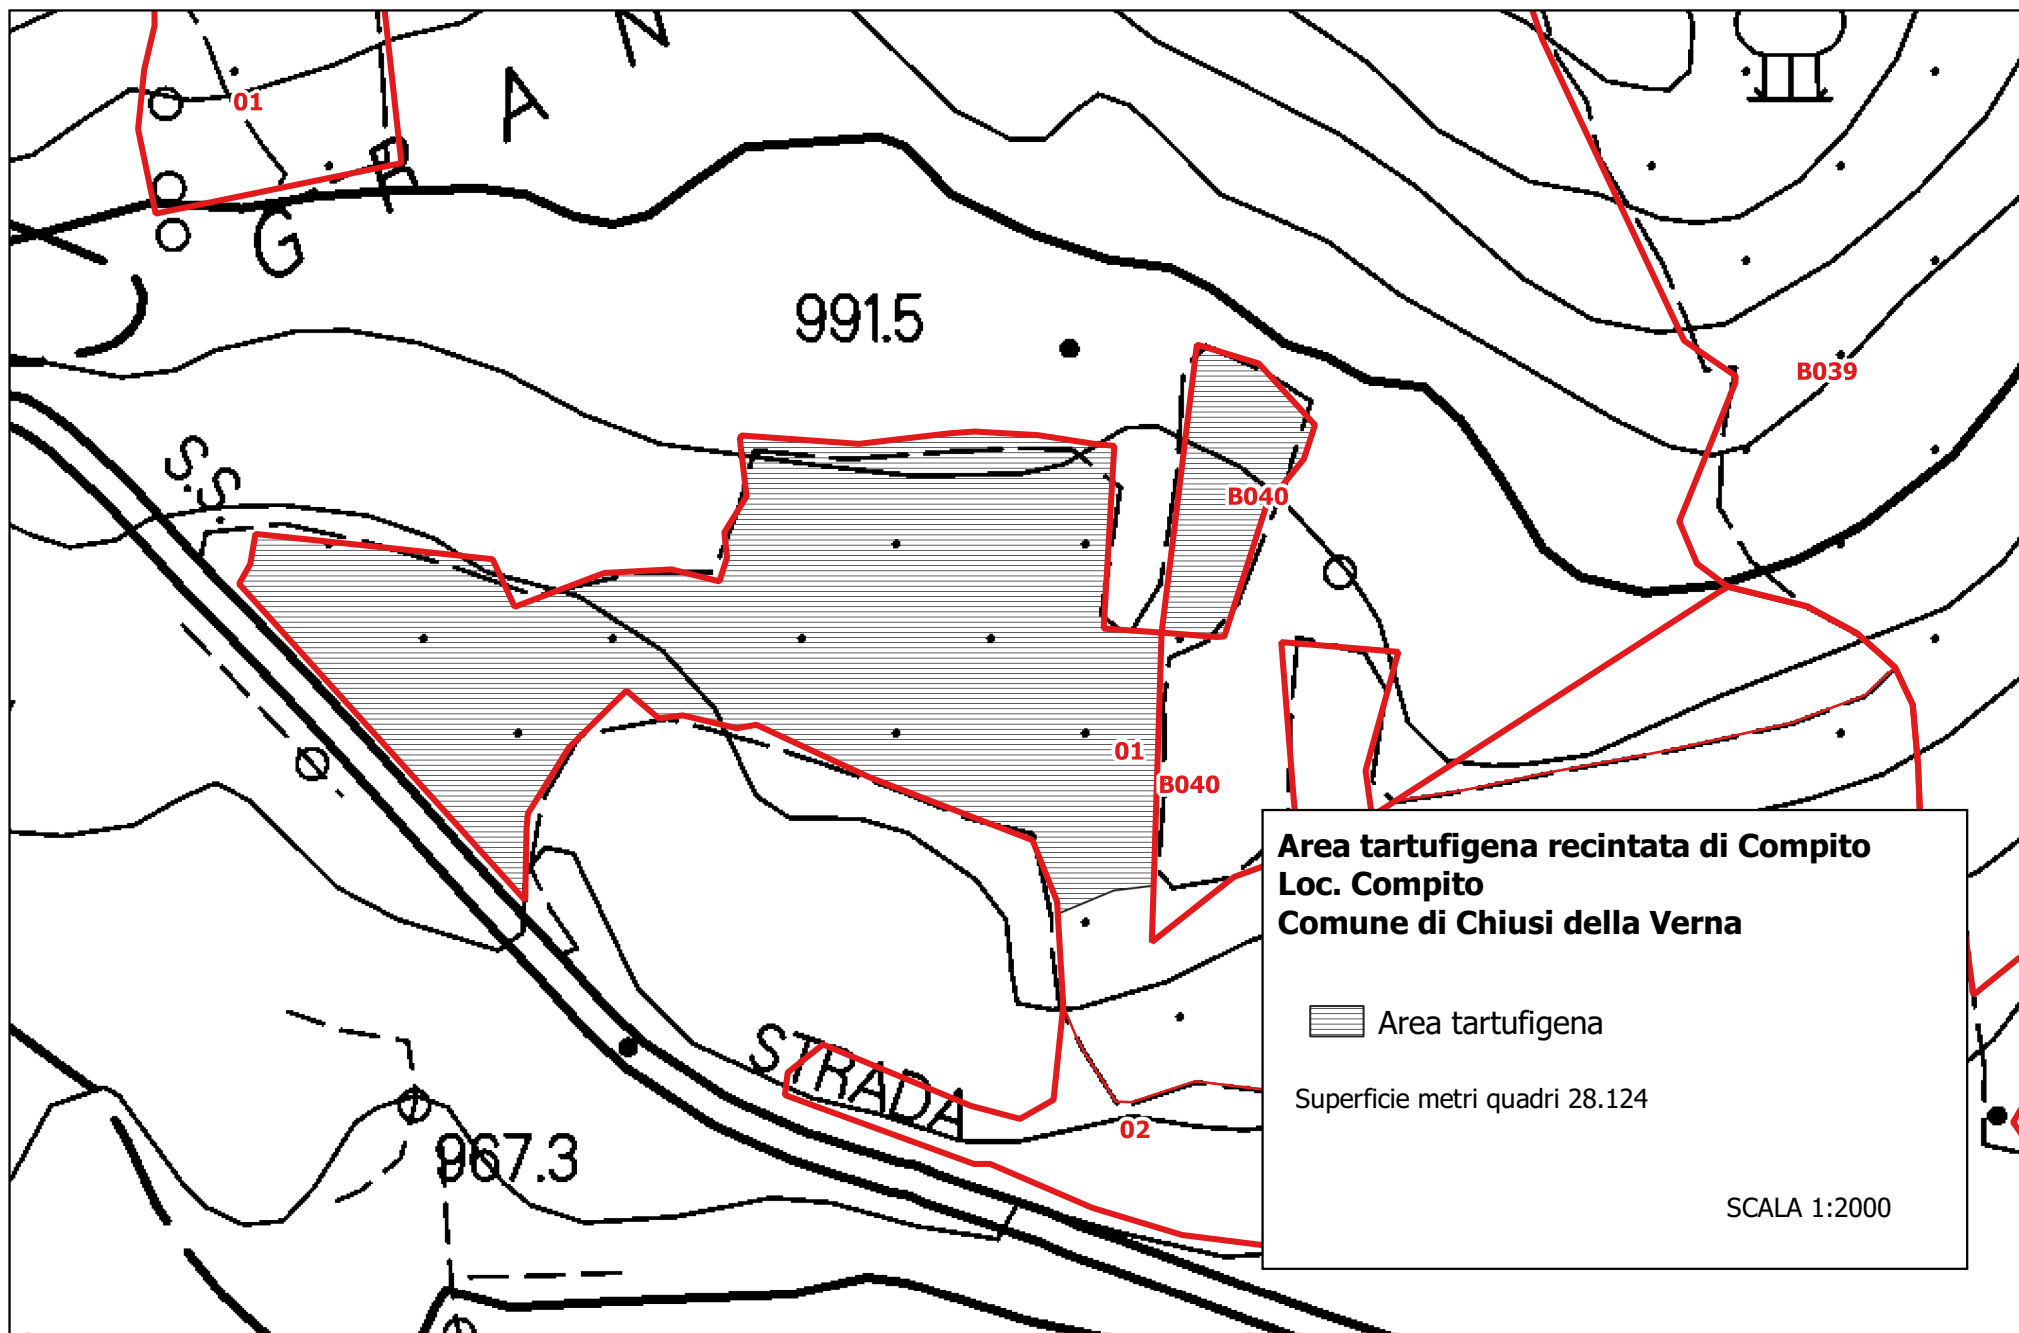 G R A N
01
991.5
B039
S.S.
B040
01
B040
Area tartufigena recintata di Compito
Loc. Compito
Comune di Chiusi della Verna
Area tartufigena
Superficie metri quadri 28.124
SCALA 1:2000
STRADA
02
967.3